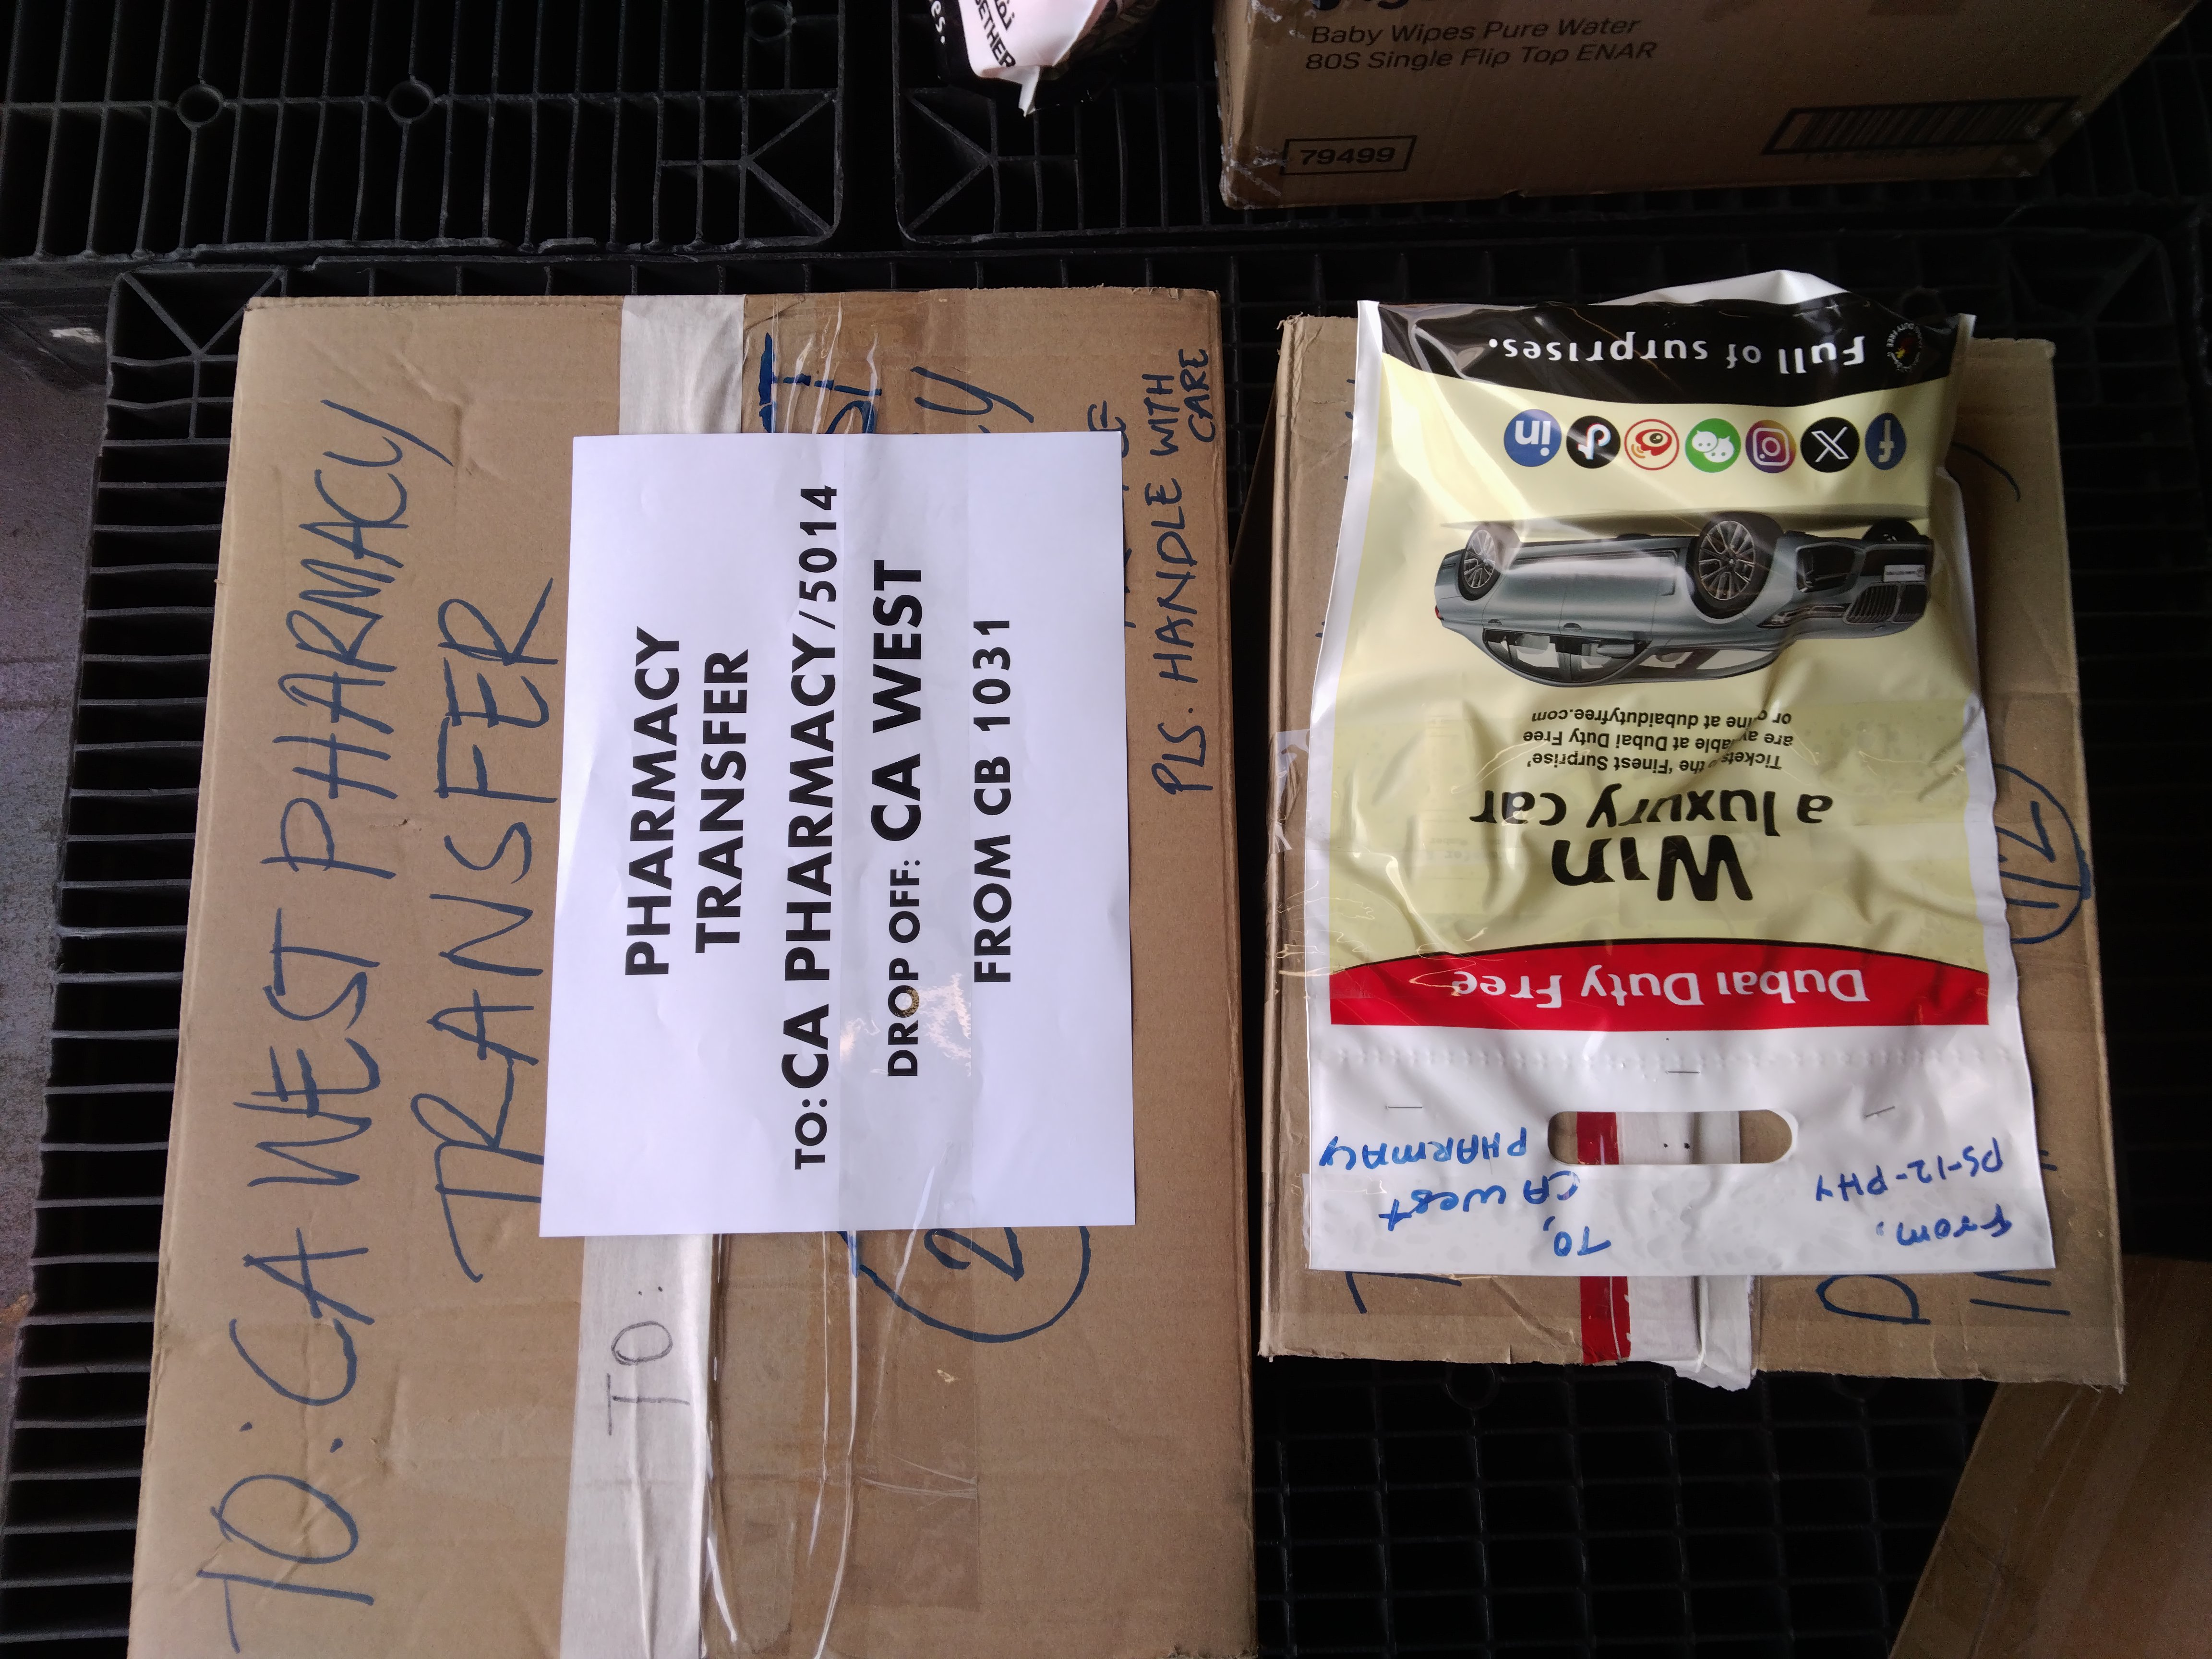 es.
GETHER
Baby Wipes Pure Water
80S Single Flip Top ENAR
79499
TO: CA WEST PHARMACY
TRANSFER
TO:
PHARMACY
TRANSFER
TO: CA PHARMACY/5014
DROP OFF: CA WEST
FROM CB 1031
2
PLS. HANDLE WITH
CARE
From,
PS-12-PHY
TO,
CA West
PHARMACY
Dubai Duty Free
Win
a luxury car
Tickets the 'Finest Surprise'
are available at Dubai Duty Free
or online at dubaidutyfree.com
Full of surprises.